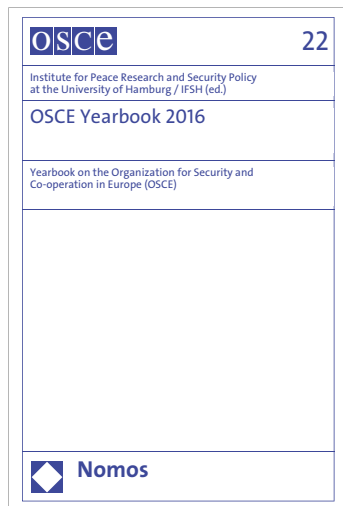 osce 22
Institute for Peace Research and Security Policy
at the University of Hamburg / IFSH (ed.)
OSCE Yearbook 2016
Yearbook on the Organization for Security and
Co-operation in Europe (OSCE)
Nomos